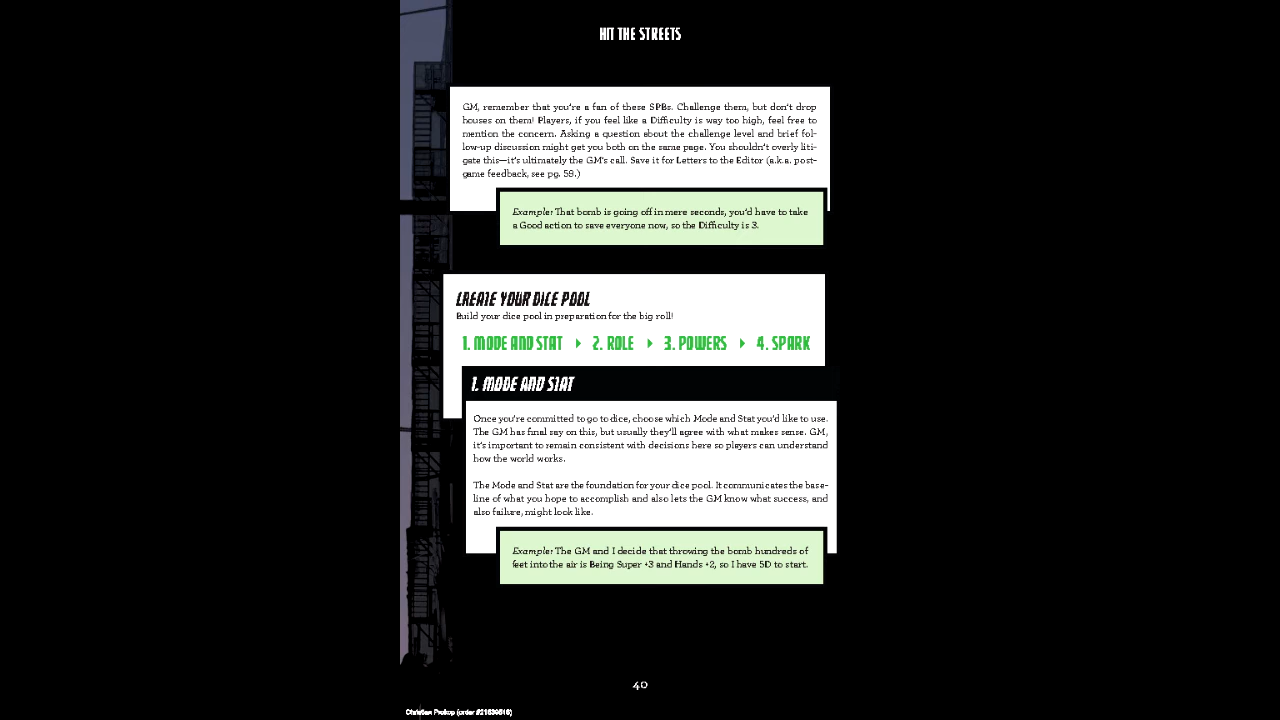 HIT THE STREETS
GM, remember that you're a fan of these SPBs. Challenge them, but don't drop
houses on them! Players, if you feel like a Difficulty is way too high, feel free to
mention the concern. Asking a question about the challenge level and brief fol-
low-up discussion might get you both on the same page. You shouldn't overly liti-
gate this—it's ultimately the GM's call. Save it for Letters to the Editor (a.k.a. post-
game feedback, see pg. 59.)
Example: That bomb is going off in mere seconds, you'd have to take
a Good action to save everyone now, so the Difficulty is 3.
CREATE YOUR DICE POOL
Build your dice pool in preparation for the big roll!
1. MODE AND STAT ▸ 2. ROLE ▸ 3. POWERS ▸ 4. SPARK
1. MODE AND STAT
Once you're committed to go to dice, choose which Mode and Stat you'd like to use.
The GM has final say on this, but usually they'll agree with what makes sense. GM,
it's important to remain consistent with decisions here so players can understand
how the world works.
The Mode and Stat are the foundation for your dice pool. It communicates the base-
line of what you hope to accomplish and also lets the GM know what success, and
also failure, might look like.
Example: The GM and I decide that throwing the bomb hundreds of
feet into the air is Being Super +3 and Hands +2, so I have 5D to start.
40
Christian Prokop (order #21630516)